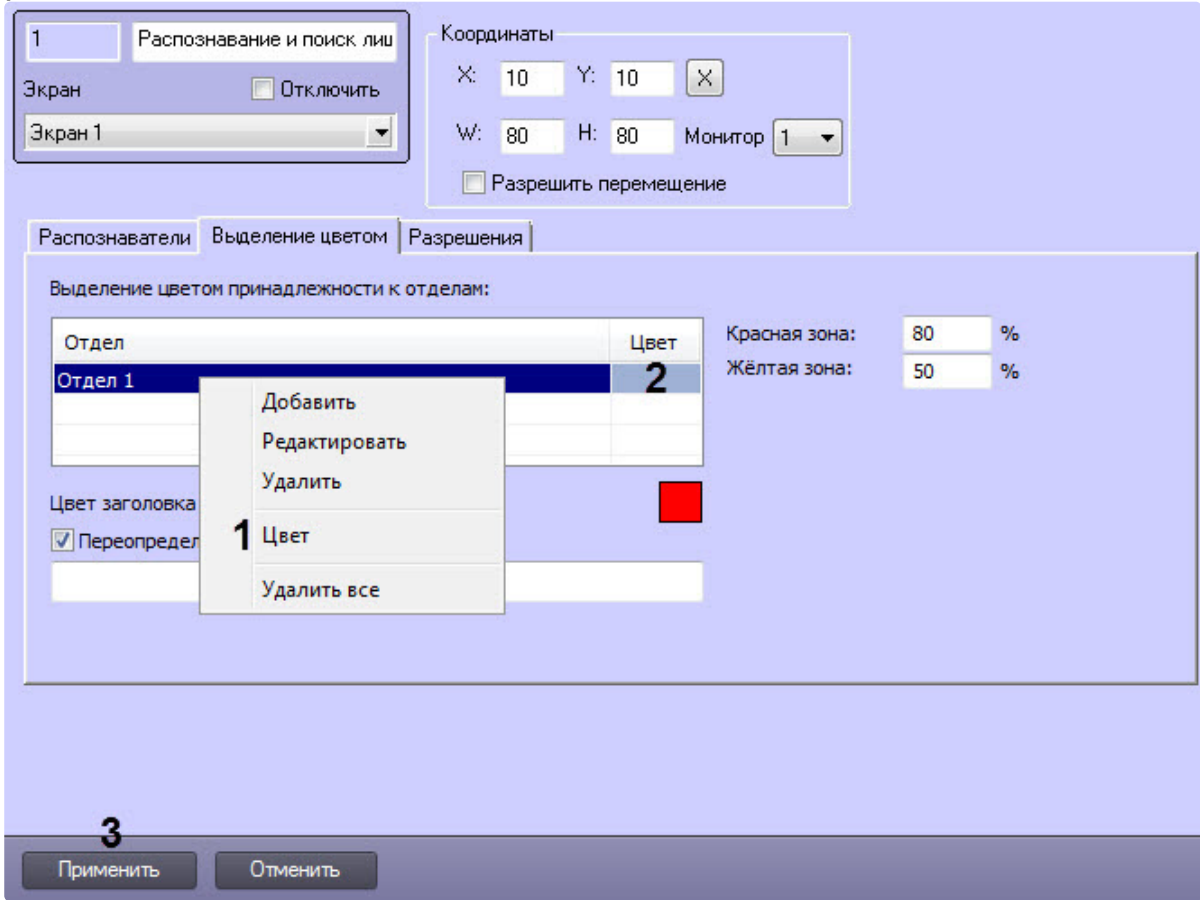 1
Распознавание и поиск лиц
Экран
Отключить
Экран 1
Координаты
X: 10 Y: 10 X
W: 80 H: 80 Монитор 1
Разрешить перемещение
Распознаватели Выделение цветом Разрешения
Выделение цветом принадлежности к отделам:
Отдел Цвет
Отдел 1 2
Красная зона: 80 %
Жёлтая зона: 50 %
Добавить
Редактировать
Удалить
1 Цвет
Удалить все
Цвет заголовка
Переопредел
3
Применить Отменить